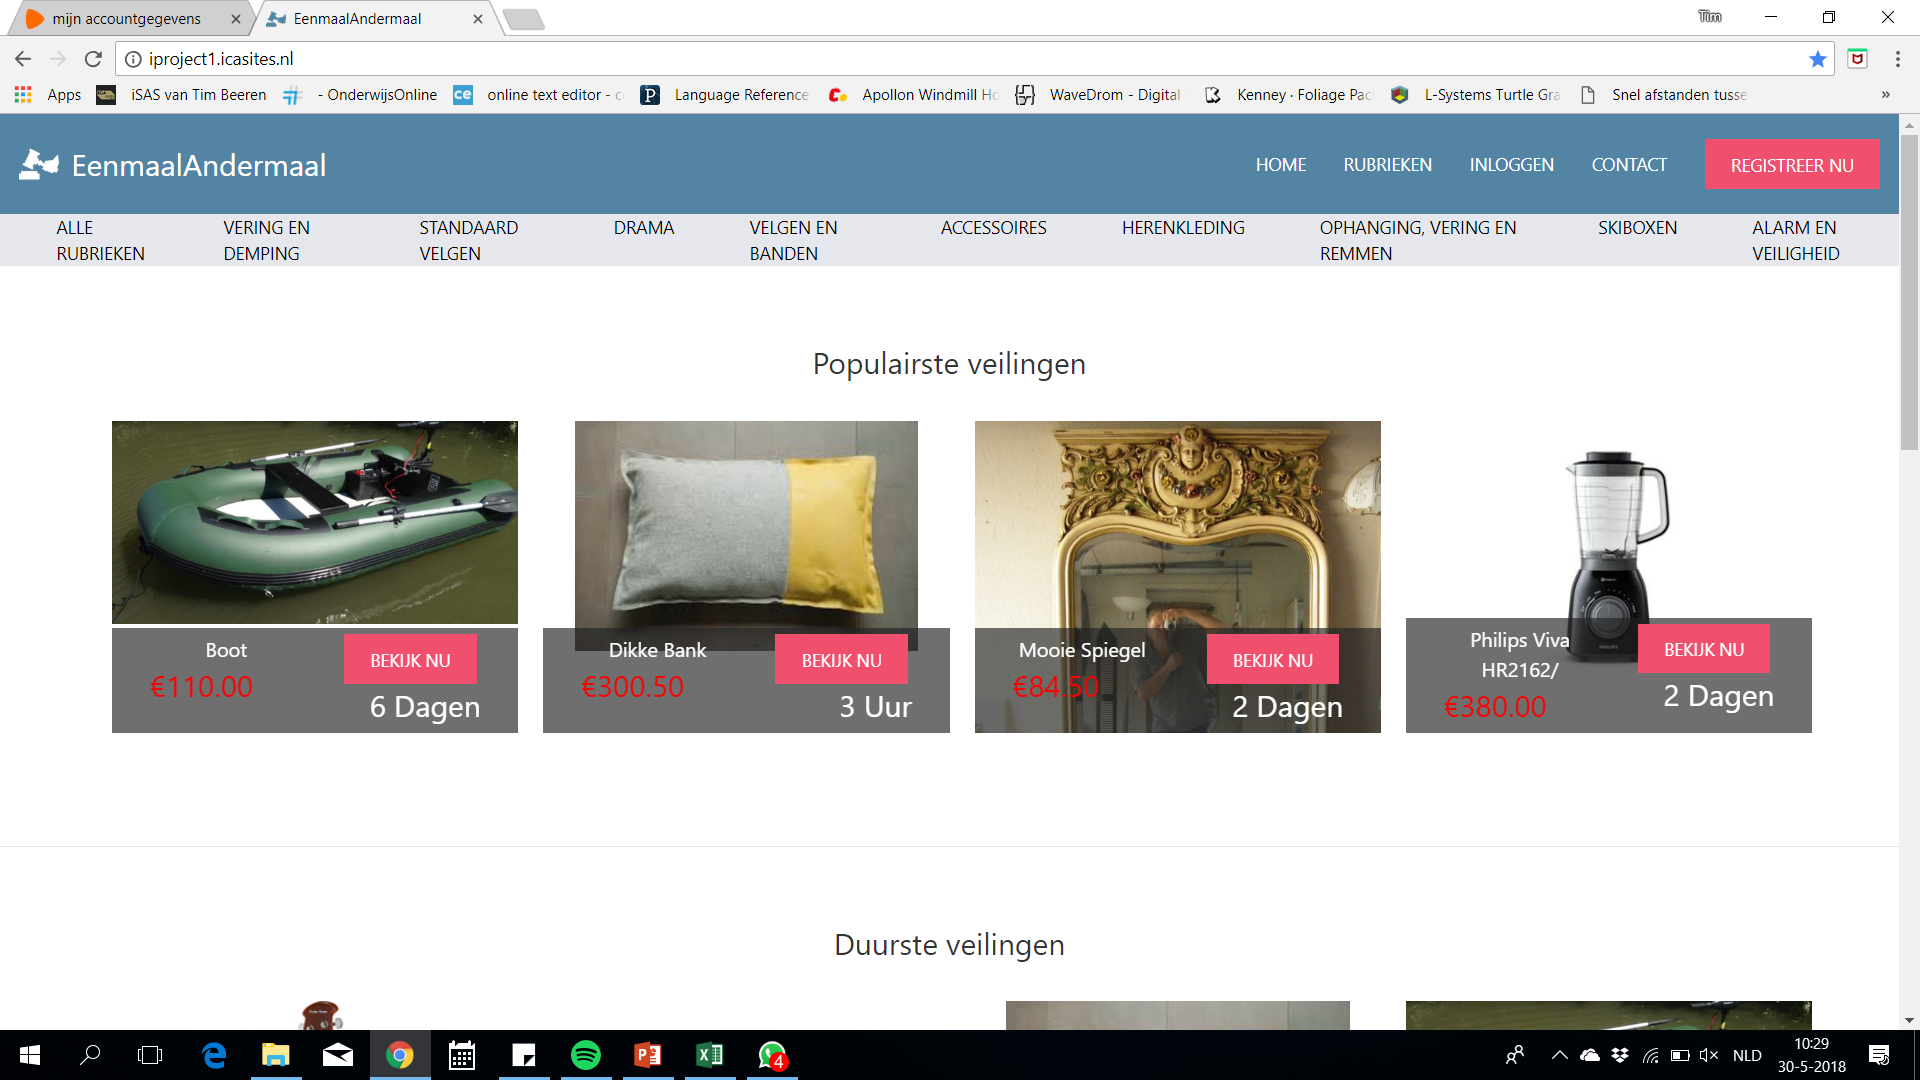 mijn accountgegevens
EenmaalAndermaal
Tim
iproject1.icasites.nl
Apps
iSAS van Tim Beeren
- OnderwijsOnline
online text editor - c
Language Reference
Apollon Windmill Ho
WaveDrom - Digital
Kenney · Foliage Pac
L-Systems Turtle Gra
Snel afstanden tusse
»
EenmaalAndermaal
HOME
RUBRIEKEN
INLOGGEN
CONTACT
REGISTREER NU
ALLE
RUBRIEKEN
VERING EN
DEMPING
STANDAARD
VELGEN
DRAMA
VELGEN EN
BANDEN
ACCESSOIRES
HERENKLEDING
OPHANGING, VERING EN
REMMEN
SKIBOXEN
ALARM EN
VEILIGHEID
Populairste veilingen
Boot
€110.00
BEKIJK NU
6 Dagen
Dikke Bank
€300.50
BEKIJK NU
3 Uur
Mooie Spiegel
€84.50
BEKIJK NU
2 Dagen
Philips Viva
HR2162/
€380.00
BEKIJK NU
2 Dagen
Duurste veilingen
4
NLD
10:29
30-5-2018